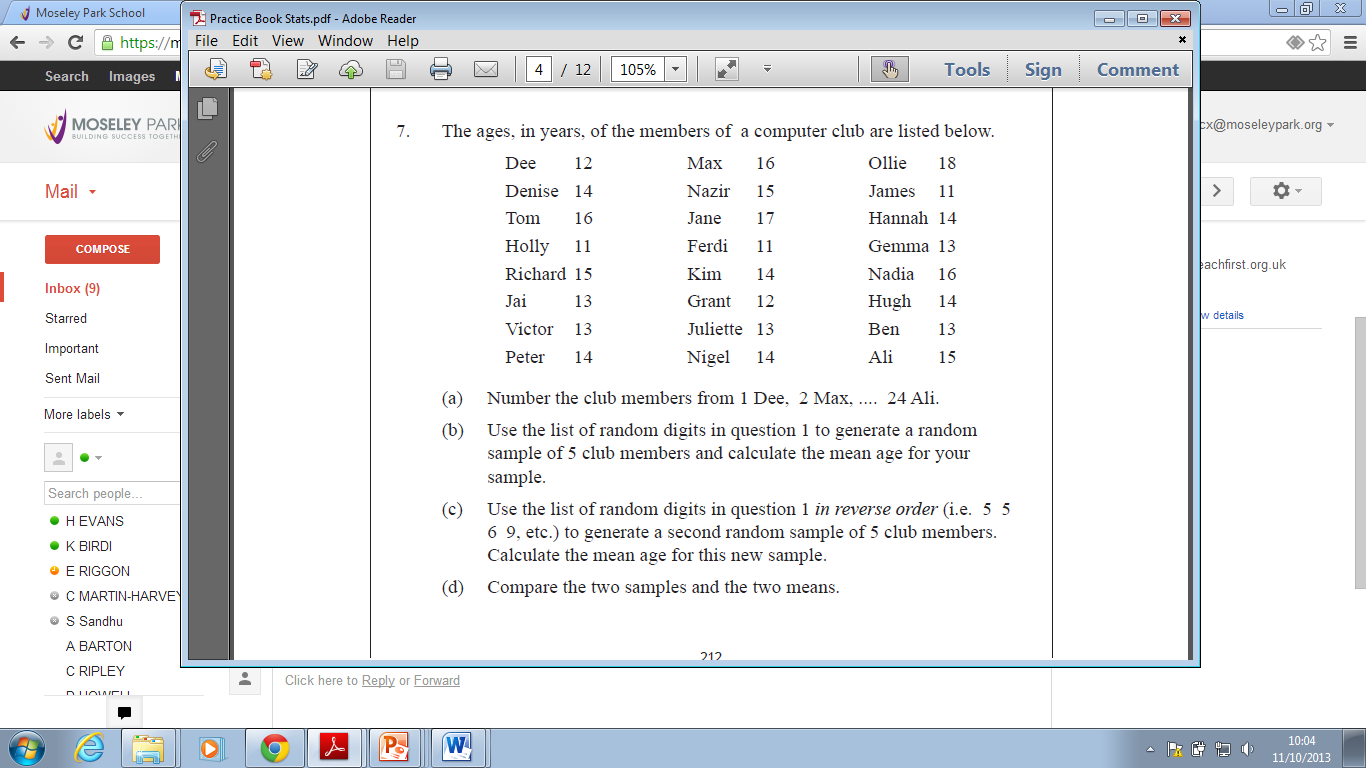 Moseley Park School
Practice Book Stats.pdf - Adobe Reader
File Edit View Window Help
https://m
4 / 12 105% Tools Sign Comment
Search Images
MOSELEY PARK
BUILDING SUCCESS TOGETHE
cx@moseleypark.org
Mail
COMPOSE
Inbox (9)
Starred
Important
Sent Mail
More labels
Search people...
H EVANS
K BIRDI
E RIGGON
C MARTIN-HARVEY
S Sandhu
A BARTON
C RIPLEY
D HOWELL
7. The ages, in years, of the members of a computer club are listed below.
Dee 12 Max 16 Ollie 18
Denise 14 Nazir 15 James 11
Tom 16 Jane 17 Hannah 14
Holly 11 Ferdi 11 Gemma 13
Richard 15 Kim 14 Nadia 16
Jai 13 Grant 12 Hugh 14
Victor 13 Juliette 13 Ben 13
Peter 14 Nigel 14 Ali 15
(a) Number the club members from 1 Dee, 2 Max, .... 24 Ali.
(b) Use the list of random digits in question 1 to generate a random
sample of 5 club members and calculate the mean age for your
sample.
(c) Use the list of random digits in question 1 in reverse order (i.e. 5 5
6 9, etc.) to generate a second random sample of 5 club members.
Calculate the mean age for this new sample.
(d) Compare the two samples and the two means.
212
eachfirst.org.uk
w details
Click here to Reply or Forward
10:04
11/10/2013